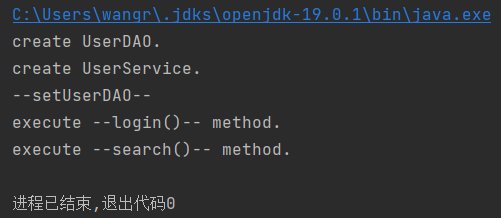 C:\Users\wangr\.jdks\openjdk-19.0.1\bin\java.exe
create UserDAO.
create UserService.
--setUserDAO--
execute --login()-- method.
execute --search()-- method.
进程已结束,退出代码0